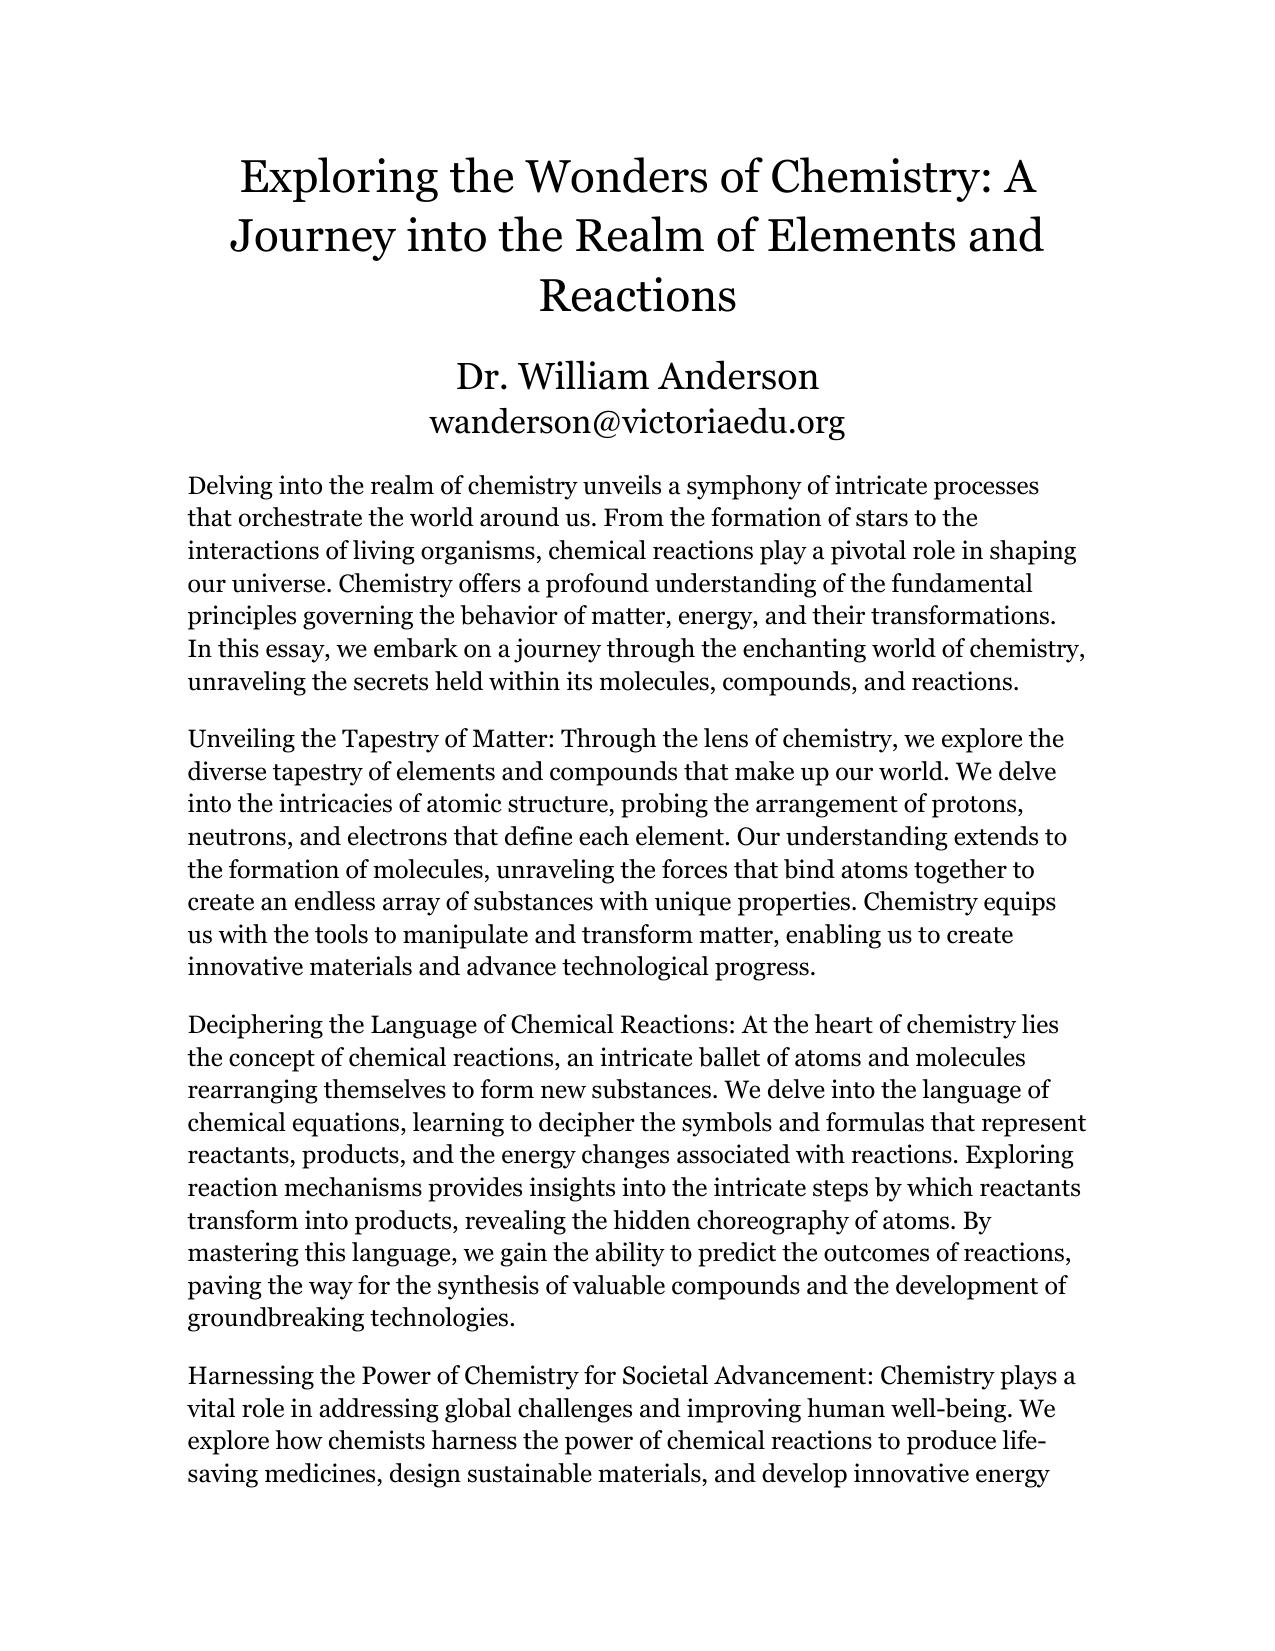 Exploring the Wonders of Chemistry: A
Journey into the Realm of Elements and
Reactions
Dr. William Anderson
wanderson@victoriaedu.org
Delving into the realm of chemistry unveils a symphony of intricate processes
that orchestrate the world around us. From the formation of stars to the
interactions of living organisms, chemical reactions play a pivotal role in shaping
our universe. Chemistry offers a profound understanding of the fundamental
principles governing the behavior of matter, energy, and their transformations.
In this essay, we embark on a journey through the enchanting world of chemistry,
unraveling the secrets held within its molecules, compounds, and reactions.
Unveiling the Tapestry of Matter: Through the lens of chemistry, we explore the
diverse tapestry of elements and compounds that make up our world. We delve
into the intricacies of atomic structure, probing the arrangement of protons,
neutrons, and electrons that define each element. Our understanding extends to
the formation of molecules, unraveling the forces that bind atoms together to
create an endless array of substances with unique properties. Chemistry equips
us with the tools to manipulate and transform matter, enabling us to create
innovative materials and advance technological progress.
Deciphering the Language of Chemical Reactions: At the heart of chemistry lies
the concept of chemical reactions, an intricate ballet of atoms and molecules
rearranging themselves to form new substances. We delve into the language of
chemical equations, learning to decipher the symbols and formulas that represent
reactants, products, and the energy changes associated with reactions. Exploring
reaction mechanisms provides insights into the intricate steps by which reactants
transform into products, revealing the hidden choreography of atoms. By
mastering this language, we gain the ability to predict the outcomes of reactions,
paving the way for the synthesis of valuable compounds and the development of
groundbreaking technologies.
Harnessing the Power of Chemistry for Societal Advancement: Chemistry plays a
vital role in addressing global challenges and improving human well-being. We
explore how chemists harness the power of chemical reactions to produce life-
saving medicines, design sustainable materials, and develop innovative energy